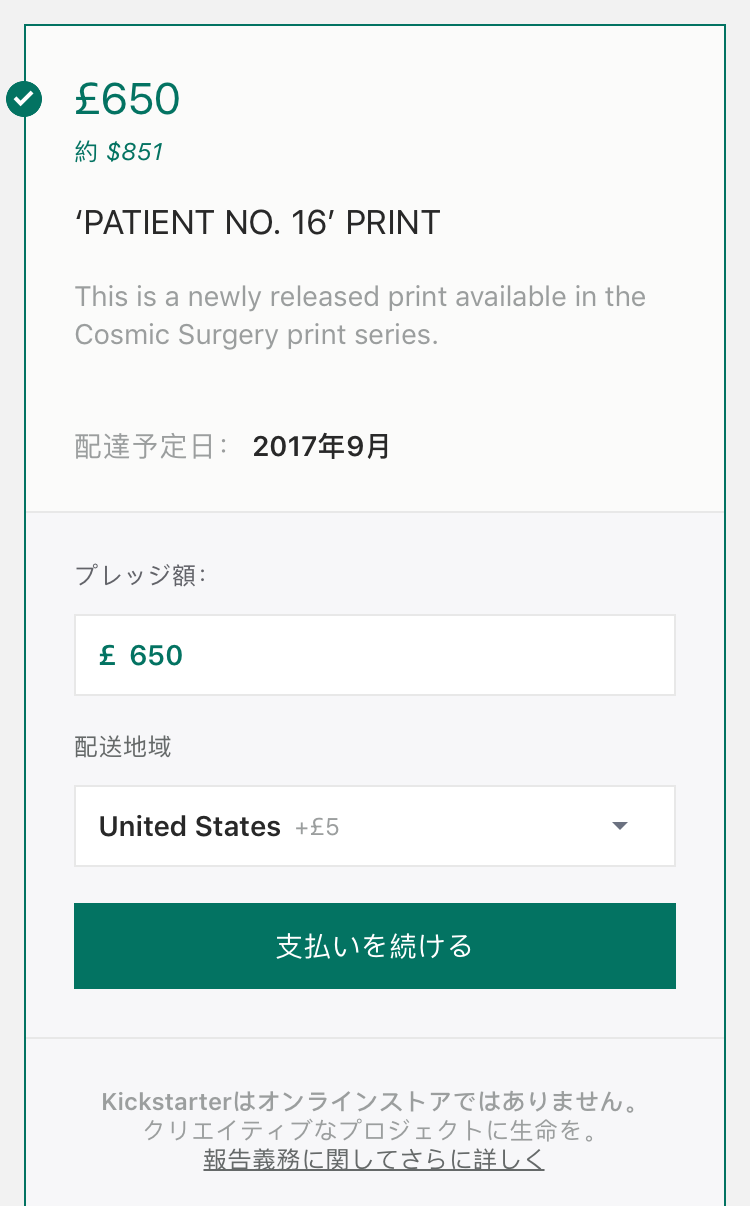 £650
約 $851
‘PATIENT NO. 16’ PRINT
This is a newly released print available in the
Cosmic Surgery print series.
配達予定日: 2017年9月
プレッジ額:
£ 650
配送地域
United States +£5
支払いを続ける
Kickstarterはオンラインストアではありません。
クリエイティブなプロジェクトに生命を。
報告義務に関してさらに詳しく